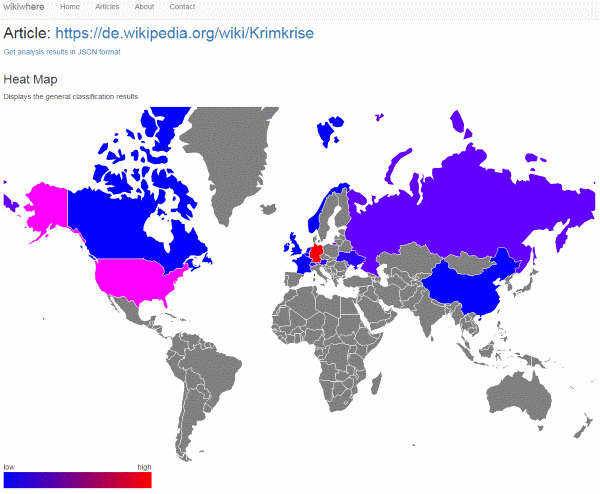 wikiwhere Home Articles About Contact
Article: https://de.wikipedia.org/wiki/Krimkrise
Get analysis results in JSON format
Heat Map
Displays the general classification results.
low high